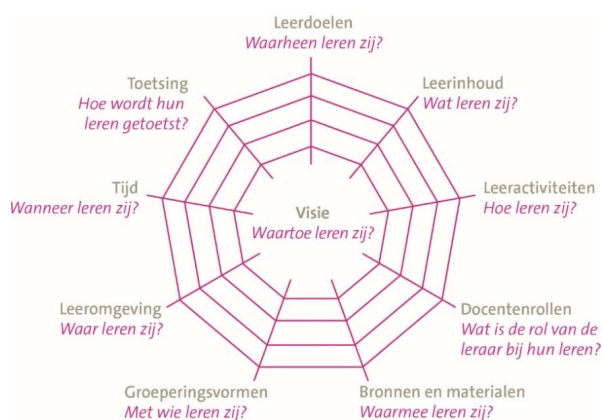 Leerdoelen
Waarheen leren zij?
Leerinhoud
Wat leren zij?
Leeractiviteiten
Hoe leren zij?
Docentenrollen
Wat is de rol van de
leraar bij hun leren?
Bronnen en materialen
Waarmee leren zij?
Groeperingsvormen
Met wie leren zij?
Leeromgeving
Waar leren zij?
Tijd
Wanneer leren zij?
Toetsing
Hoe wordt hun
leren getoetst?
Visie
Waartoe leren zij?